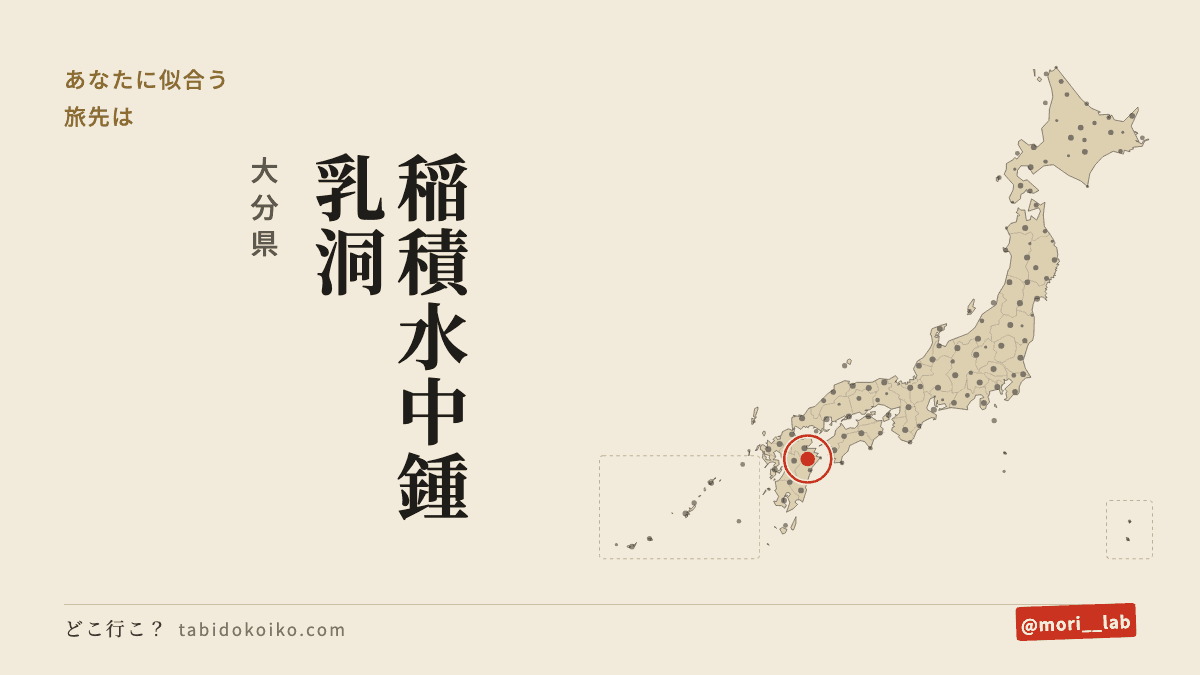 あなたに似合う
旅先は
稲積水中鍾
乳洞
大分県
どこ行こ？ tabidokoiko.com
@mori__lab